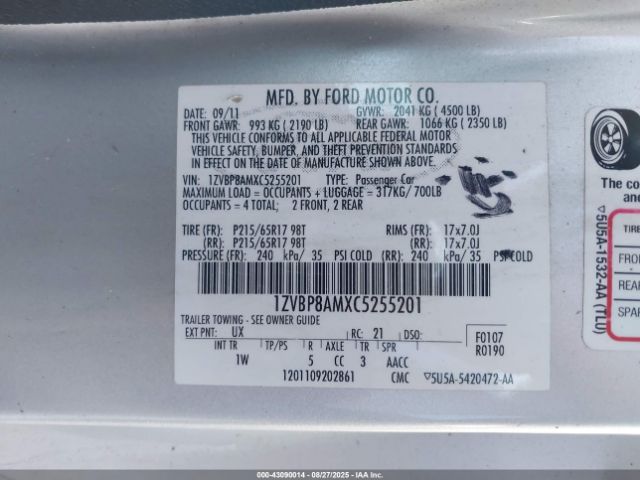 MFD. BY FORD MOTOR CO.
DATE: 09/11 GVWR: 2041 KG ( 4500 LB)
FRONT GAWR: 993 KG ( 2190 LB) REAR GAWR: 1066 KG ( 2350 LB)
THIS VEHICLE CONFORMS TO ALL APPLICABLE FEDERAL MOTOR
VEHICLE SAFETY, BUMPER, AND THEFT PREVENTION STANDARDS
IN EFFECT ON THE DATE OF MANUFACTURE SHOWN ABOVE.
VIN: 1ZVBP8AMXC5255201 TYPE: Passenger Car
MAXIMUM LOAD = OCCUPANTS + LUGGAGE = 317KG/ 700LB
OCCUPANTS = 4 TOTAL: 2 FRONT, 2 REAR
TIRE (FR): P215/65R17 98T RIMS (FR): 17x7.0J
(RR): P215/65R17 98T (RR): 17x7.0J
PRESSURE (FR): 240 kPa/ 35 PSI COLD (RR): 240 kPa/ 35 PSI COLD
1ZVBP8AMXC5255201
TRAILER TOWING - SEE OWNER GUIDE
EXT PNT: UX RC: 21 DSO: F0107
INT TR TP/PS R AXLE TR SPR R0190
1W 5 CC 3 AACC
1201109202861 CMC ▽5U5A-5420472-AA
▽5U5A-1532-AA (TLU)
The co
and
TIRE
FRO
REAR
SPAR
000-43090014 - 08/27/2025 - IAAI.COM